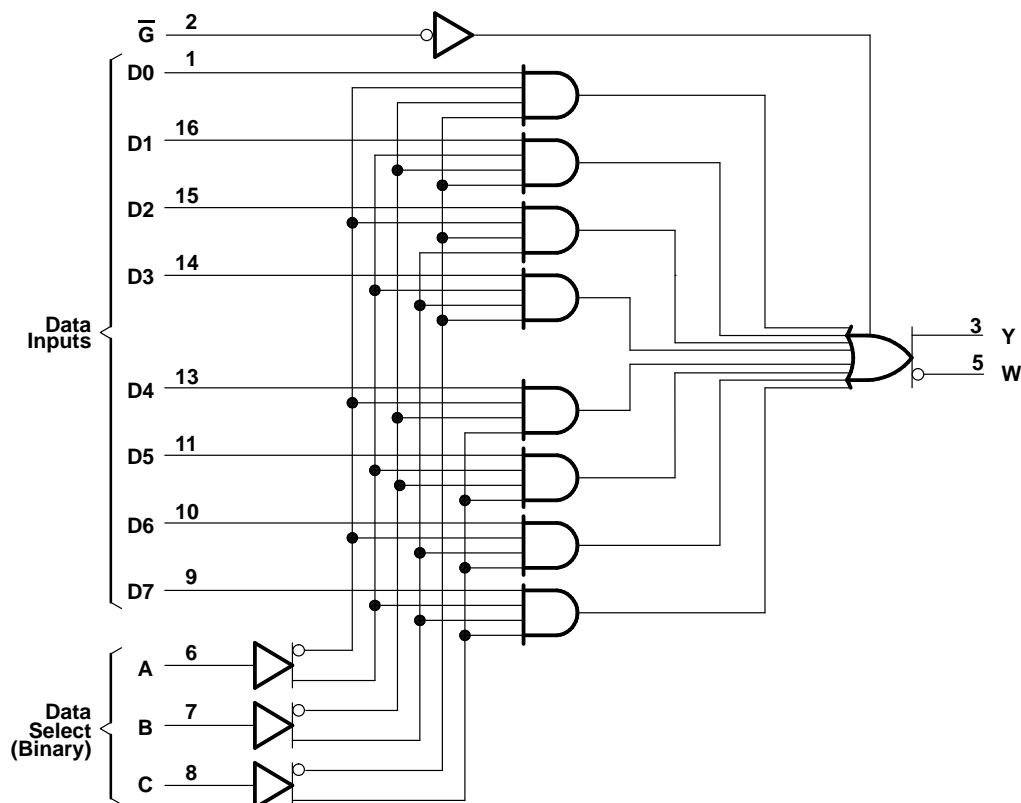 G̅ 2
D0 1
D1 16
D2 15
D3 14
Data
Inputs
D4 13
D5 11
D6 10
D7 9
3 Y
5 W
A 6
B 7
C 8
Data
Select
(Binary)